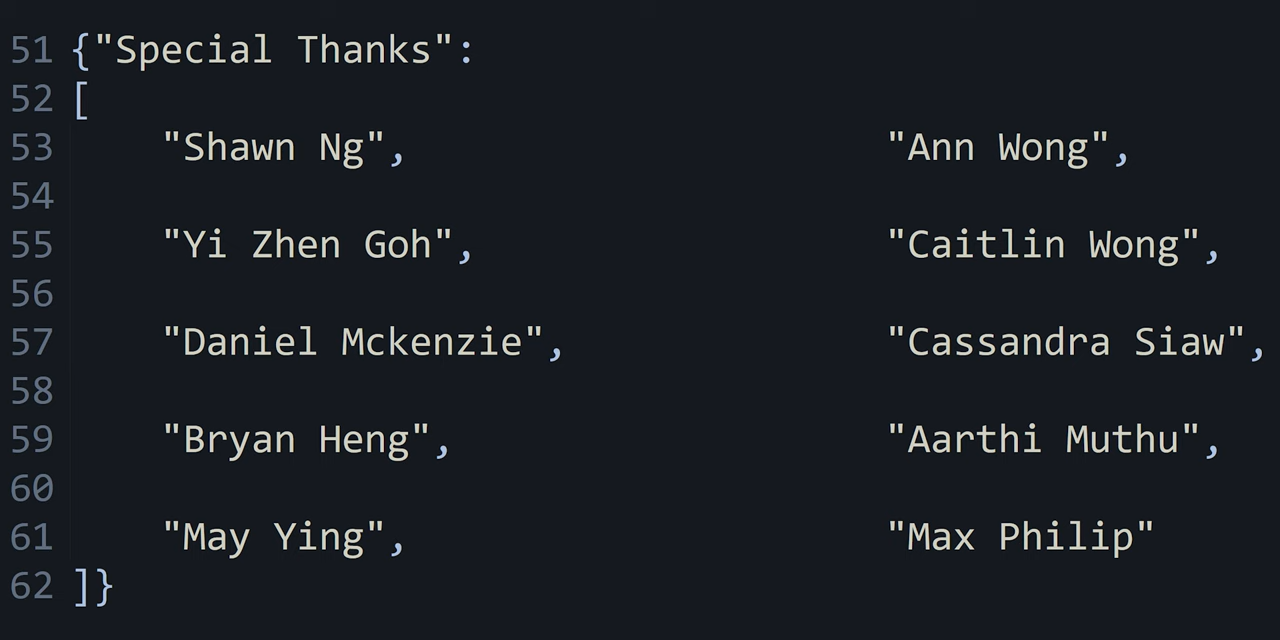 51 {"Special Thanks":
52 [
53 "Shawn Ng", "Ann Wong",
54
55 "Yi Zhen Goh", "Caitlin Wong",
56
57 "Daniel Mckenzie", "Cassandra Siaw",
58
59 "Bryan Heng", "Aarthi Muthu",
60
61 "May Ying", "Max Philip"
62 ]}